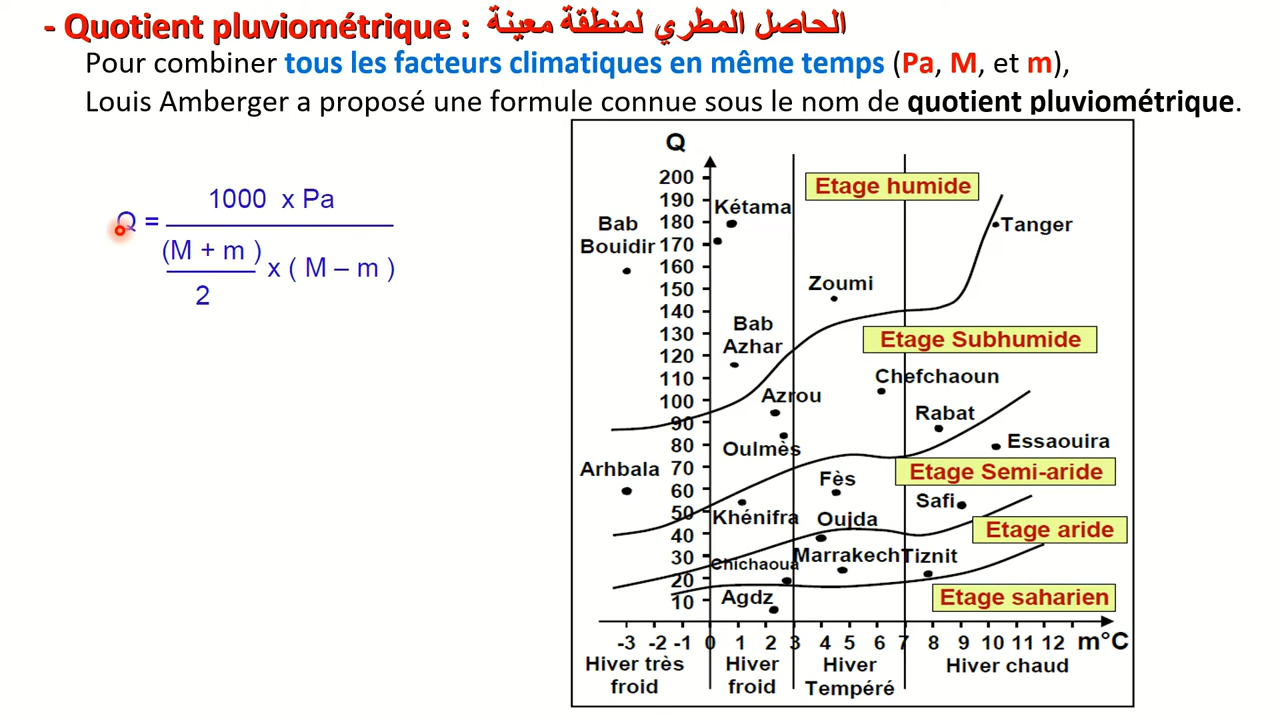 - Quotient pluviométrique : الحاصل المطري لمنطقة معينة
Pour combiner tous les facteurs climatiques en même temps (Pa, M, et m),
Louis Amberger a proposé une formule connue sous le nom de quotient pluviométrique.
1000 x Pa
Q =
(M + m )
x ( M – m )
2
Q
200
190
180
170
160
150
140
130
120
110
100
90
80
70
60
50
40
30
20
10
Etage humide
Kétama
Bab
Bouidir
Tanger
Zoumi
Bab
Azhar
Etage Subhumide
Chefchaoun
Azrou
Rabat
Oulmès
Essaouira
Arhbala
Etage Semi-aride
Fès
Safi
Khénifra
Oujda
Etage aride
Chichaoua
Marrakech
Tiznit
Agdz
Etage saharien
-3 -2 -1 0 1 2 3 4 5 6 7 8 9 10 11 12 m°C
Hiver très
froid
Hiver
froid
Hiver
Tempéré
Hiver chaud